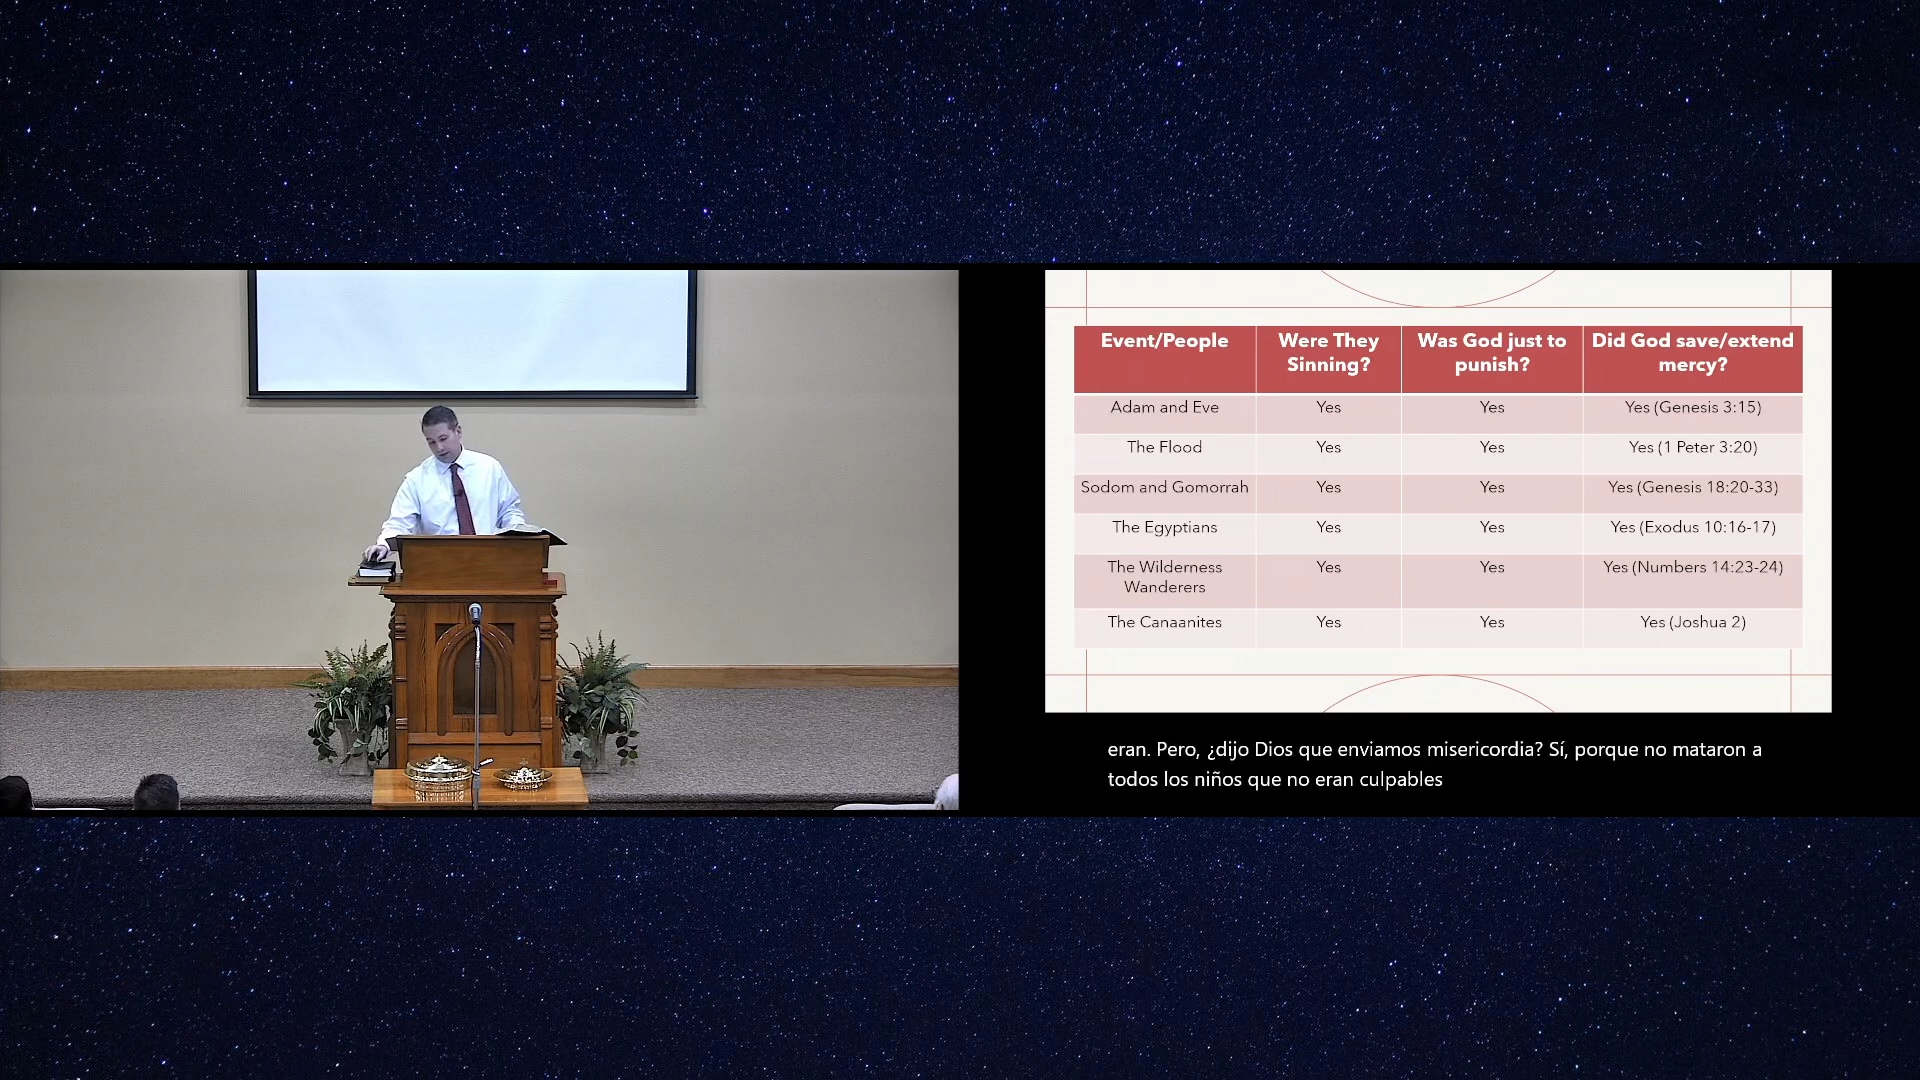 Event/People Were They Sinning? Was God just to punish? Did God save/extend mercy?
Adam and Eve Yes Yes Yes (Genesis 3:15)
The Flood Yes Yes Yes (1 Peter 3:20)
Sodom and Gomorrah Yes Yes Yes (Genesis 18:20-33)
The Egyptians Yes Yes Yes (Exodus 10:16-17)
The Wilderness Wanderers Yes Yes Yes (Numbers 14:23-24)
The Canaanites Yes Yes Yes (Joshua 2)
eran. Pero, ¿dijo Dios que enviamos misericordia? Sí, porque no mataron a
todos los niños que no eran culpables